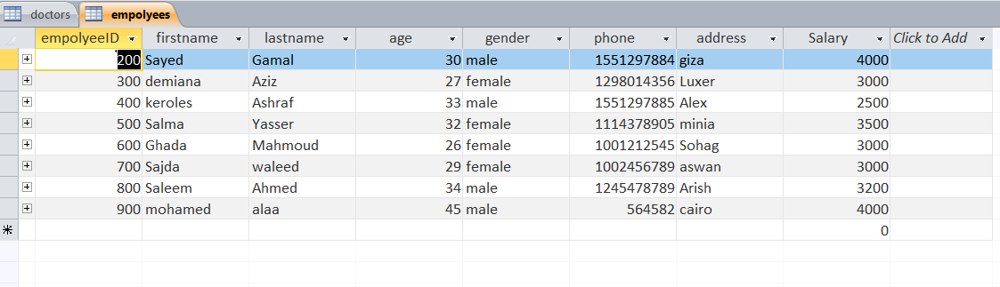 doctors empolyees
empolyeeID firstname lastname age gender phone address Salary Click to Add
200 Sayed Gamal 30 male 1551297884 giza 4000
300 demiana Aziz 27 female 1298014356 Luxer 3000
400 keroles Ashraf 33 male 1551297885 Alex 2500
500 Salma Yasser 32 female 1114378905 minia 3500
600 Ghada Mahmoud 26 female 1001212545 Sohag 3000
700 Sajda waleed 29 female 1002456789 aswan 3000
800 Saleem Ahmed 34 male 1245478789 Arish 3200
900 mohamed alaa 45 male 564582 cairo 4000
0